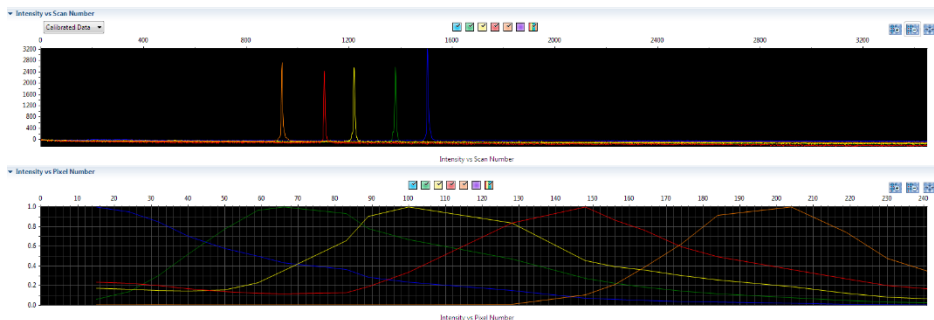 Intensity vs Scan Number
Calibrated Data
0 400 800 1200 1600 2000 2400 2800 3200
3200
2800
2400
2000
1600
1200
800
400
0
Intensity vs Scan Number
Intensity vs Pixel Number
0 10 20 30 40 50 60 70 80 90 100 110 120 130 140 150 160 170 180 190 200 210 220 230 240
1.0
0.8
0.6
0.4
0.2
0.0
Intensity vs Pixel Number